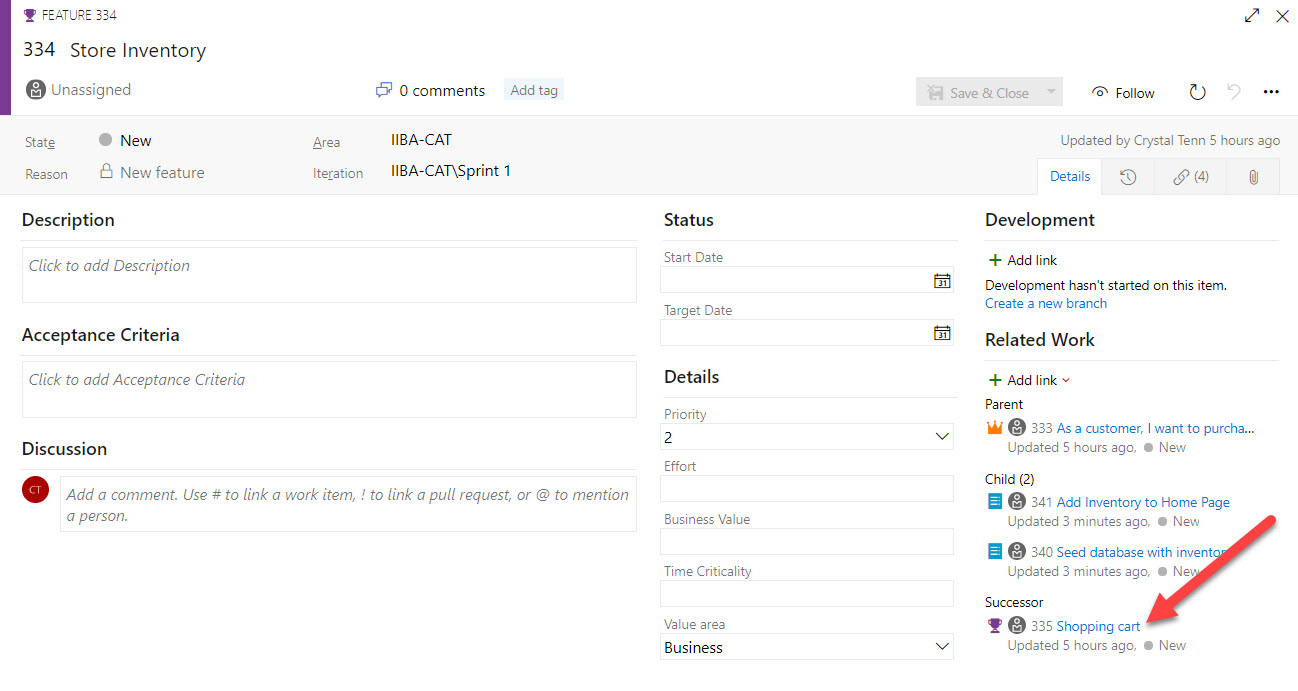 FEATURE 334
334 Store Inventory
Unassigned
0 comments
Add tag
Save & Close
Follow
State
New
Area
IIBA-CAT
Updated by Crystal Tenn 5 hours ago
Reason
New feature
Iteration
IIBA-CAT\Sprint 1
Details
(4)
Description
Click to add Description
Acceptance Criteria
Click to add Acceptance Criteria
Discussion
CT
Add a comment. Use # to link a work item, ! to link a pull request, or @ to mention
a person.
Status
Start Date
31
Target Date
31
Details
Priority
2
Effort
Business Value
Time Criticality
Value area
Business
Development
Add link
Development hasn't started on this item.
Create a new branch
Related Work
Add link
Parent
333 As a customer, I want to purcha...
Updated 5 hours ago, New
Child (2)
341 Add Inventory to Home Page
Updated 3 minutes ago, New
340 Seed database with
Updated 3 minutes ago, New
Successor
335 Shopping cart
Updated 5 hours ago, New